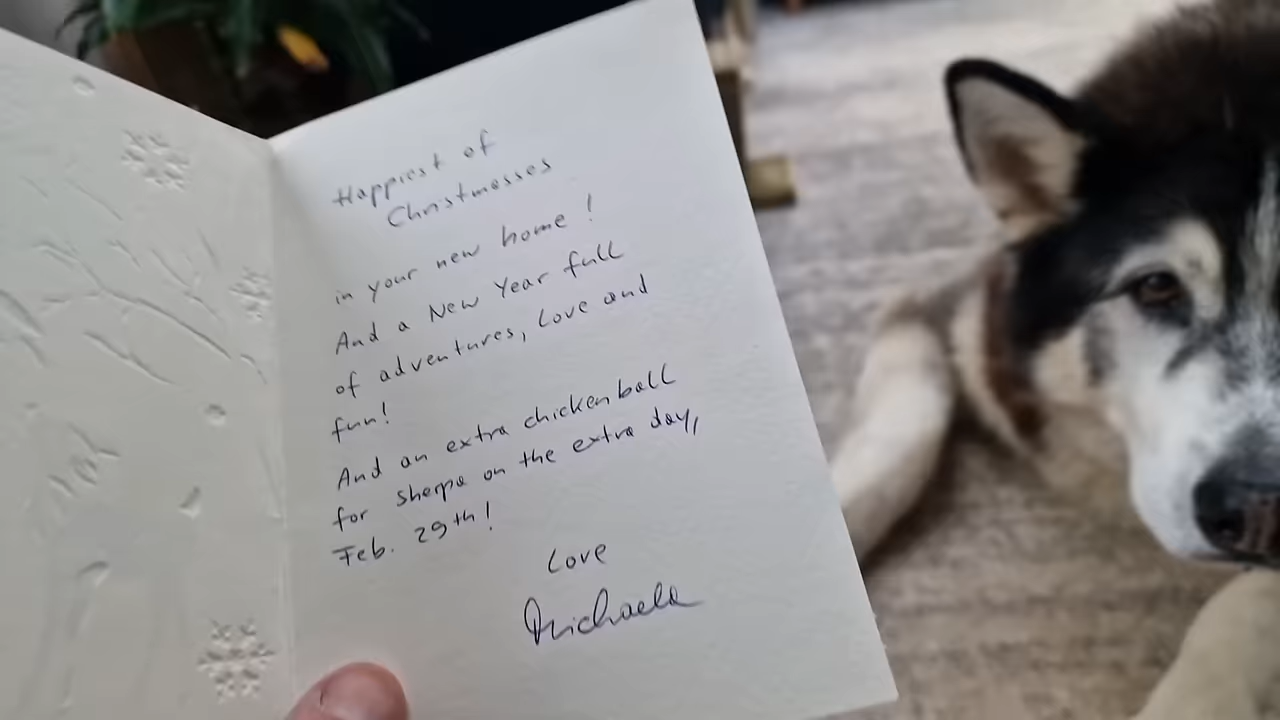 Happiest of
Christmasses
in your new home!
And a New Year full
of adventures, love and
fun!
And an extra chickenball
for sherpa on the extra day,
Feb. 29th!
Love
Michaela